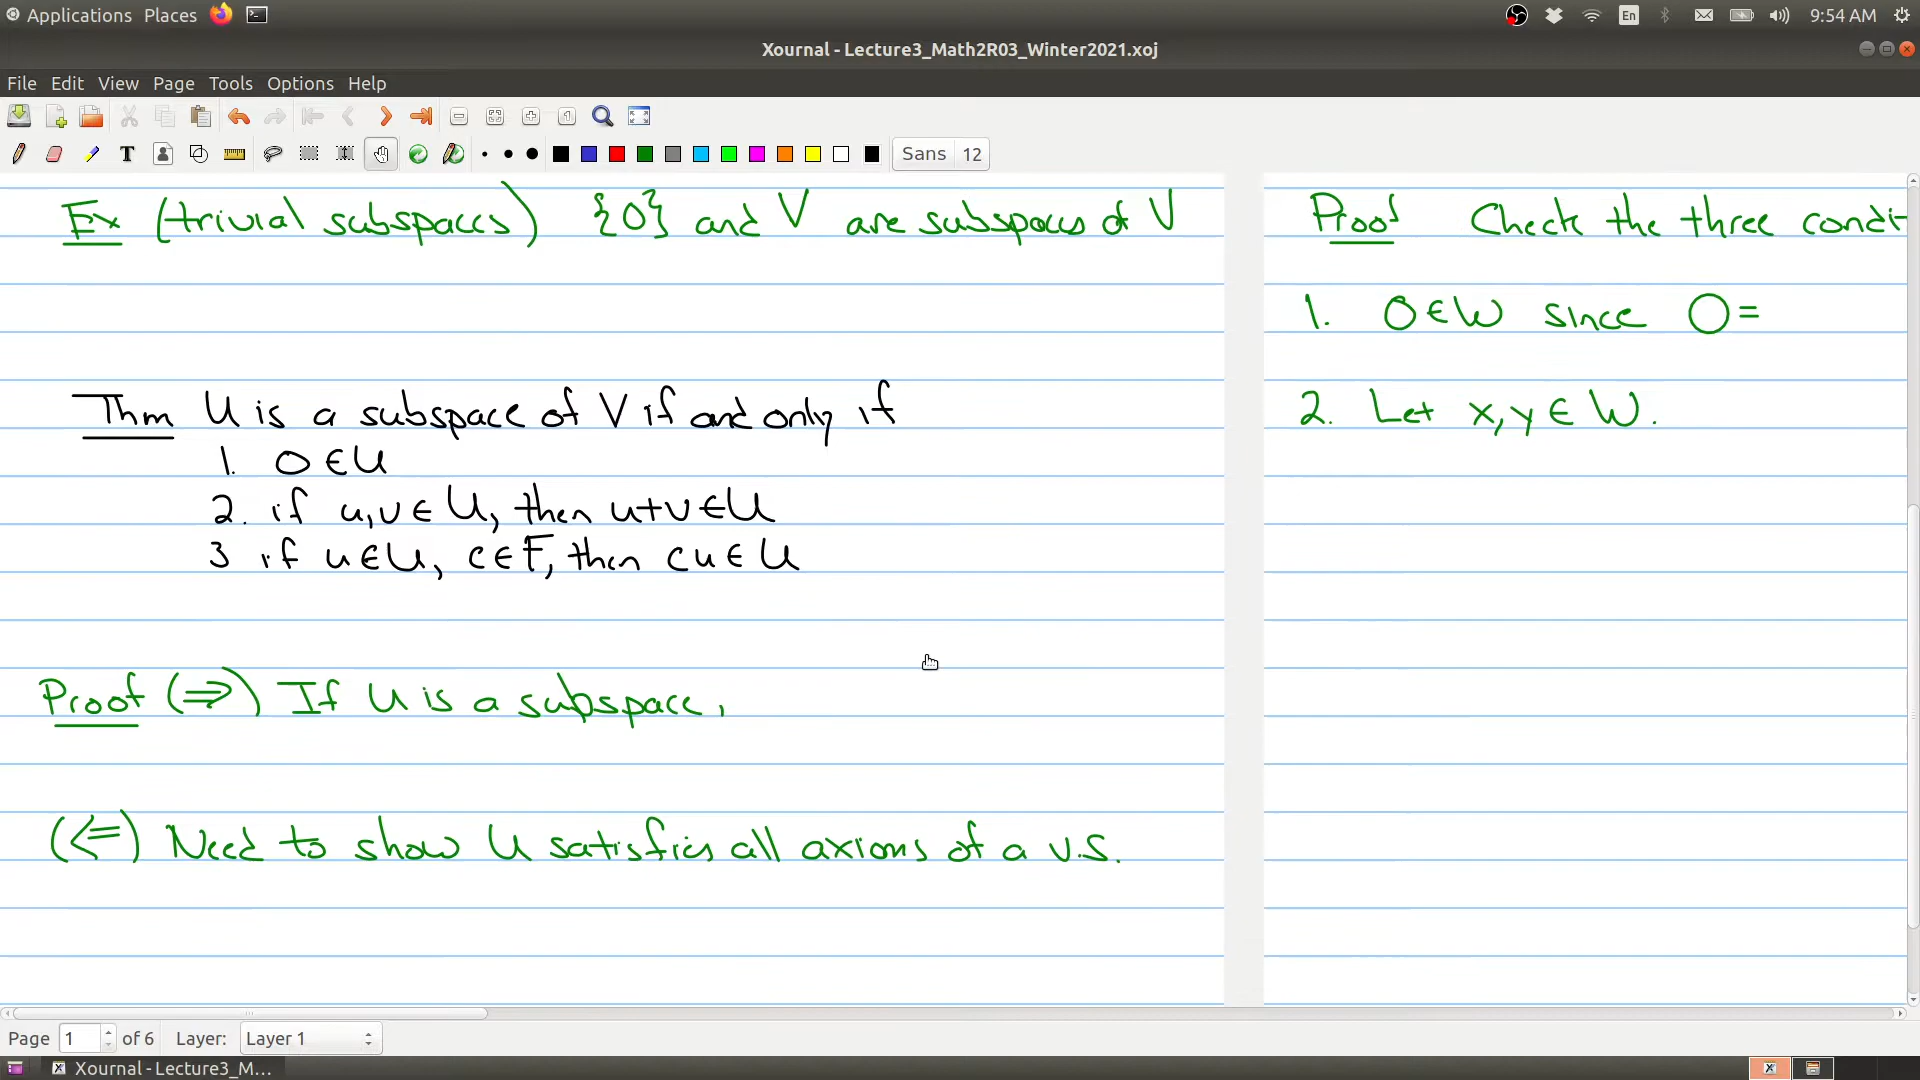 Applications Places En 9:54 AM
Xournal - Lecture3_Math2R03_Winter2021.xoj
File Edit View Page Tools Options Help
Sans 12
Ex (trivial subspaces) {0} and V are subspaces of V
Thm U is a subspace of V if and only if
1. 0 ∈ U
2. if u,v ∈ U, then u+v ∈ U
3 if u ∈ U, c ∈ F, then cu ∈ U
Proof (⇒) If U is a subspace,
(⇐) Need to show U satisfies all axioms of a v.s.
Proof Check the three condi
1. 0 ∈ W since 0 =
2. Let x,y ∈ W.
Page 1 of 6 Layer: Layer 1
Xournal - Lecture3_M...